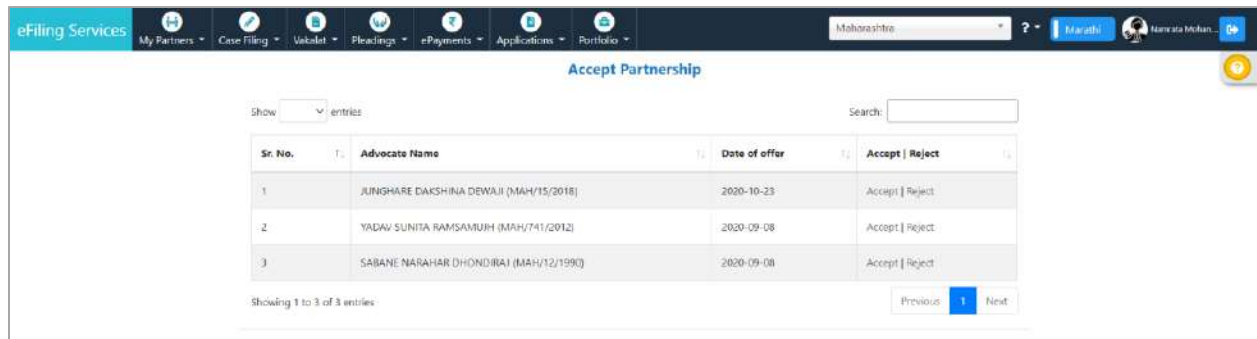 eFiling Services My Partners Case Filing Vakalat Pleadings ePayments Applications Portfolio Maharashtra ? Marathi Namrata Mohan...
Accept Partnership
Show entries Search:
Sr. No. Advocate Name Date of offer Accept | Reject
1 JUNGHARE DAKSHINA DEWAJI (MAH/15/2018) 2020-10-23 Accept | Reject
2 YADAV SUNITA RAMSAMUJH (MAH/741/2012) 2020-09-08 Accept | Reject
3 SABANE NARAHAR DHONDIRAJ (MAH/12/1990) 2020-09-08 Accept | Reject
Showing 1 to 3 of 3 entries Previous 1 Next